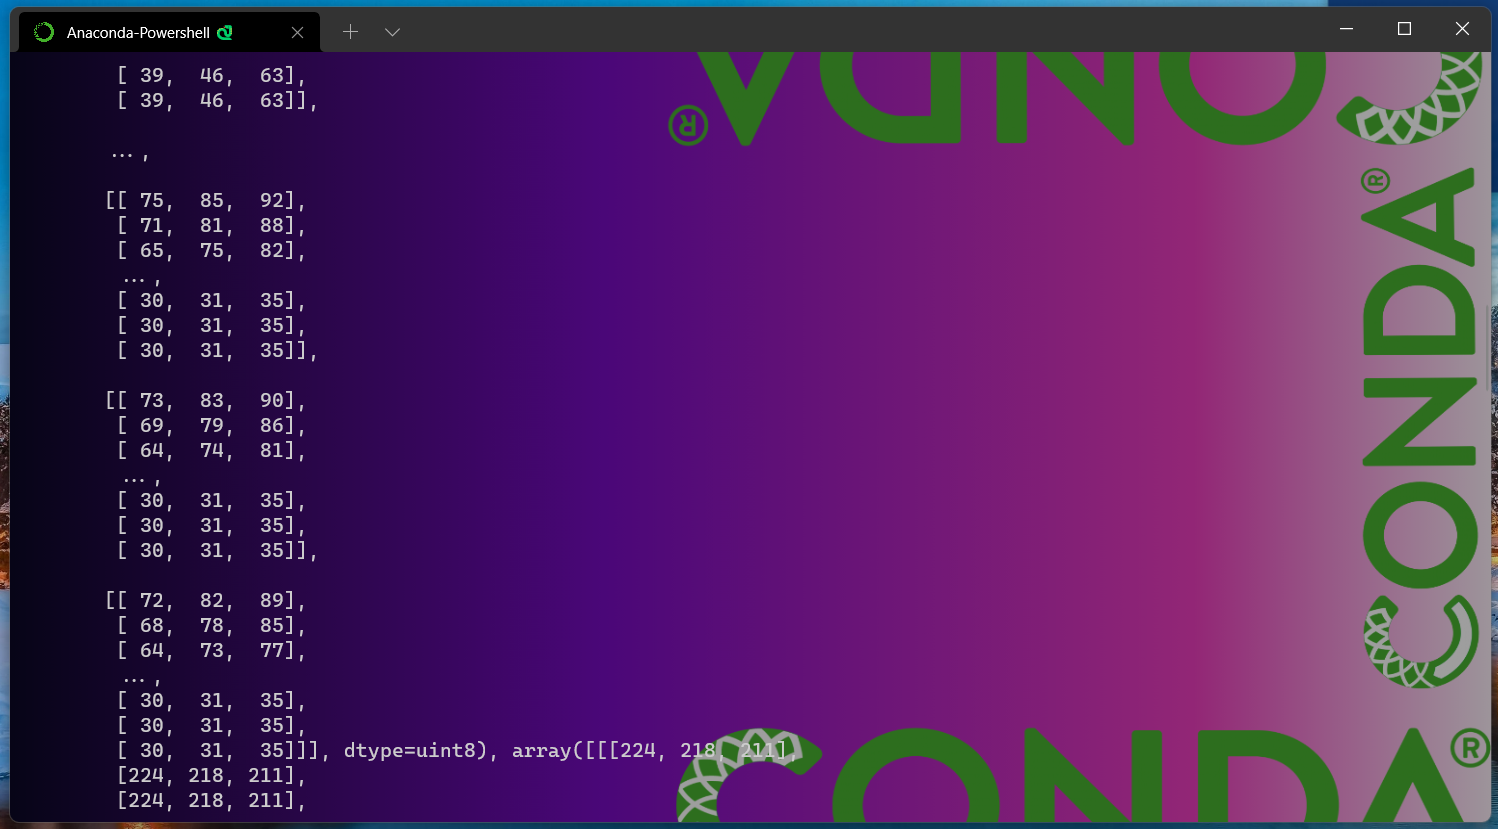 Anaconda-Powershell
[ 39, 46, 63],
[ 39, 46, 63]],
...,
[[ 75, 85, 92],
[ 71, 81, 88],
[ 65, 75, 82],
...,
[ 30, 31, 35],
[ 30, 31, 35],
[ 30, 31, 35]],
[[ 73, 83, 90],
[ 69, 79, 86],
[ 64, 74, 81],
...,
[ 30, 31, 35],
[ 30, 31, 35],
[ 30, 31, 35]],
[[ 72, 82, 89],
[ 68, 78, 85],
[ 64, 73, 77],
...,
[ 30, 31, 35],
[ 30, 31, 35],
[ 30, 31, 35]]], dtype=uint8), array([[[224, 218, 211],
[224, 218, 211],
[224, 218, 211],
CONDA®
CONDA®
CONDA®